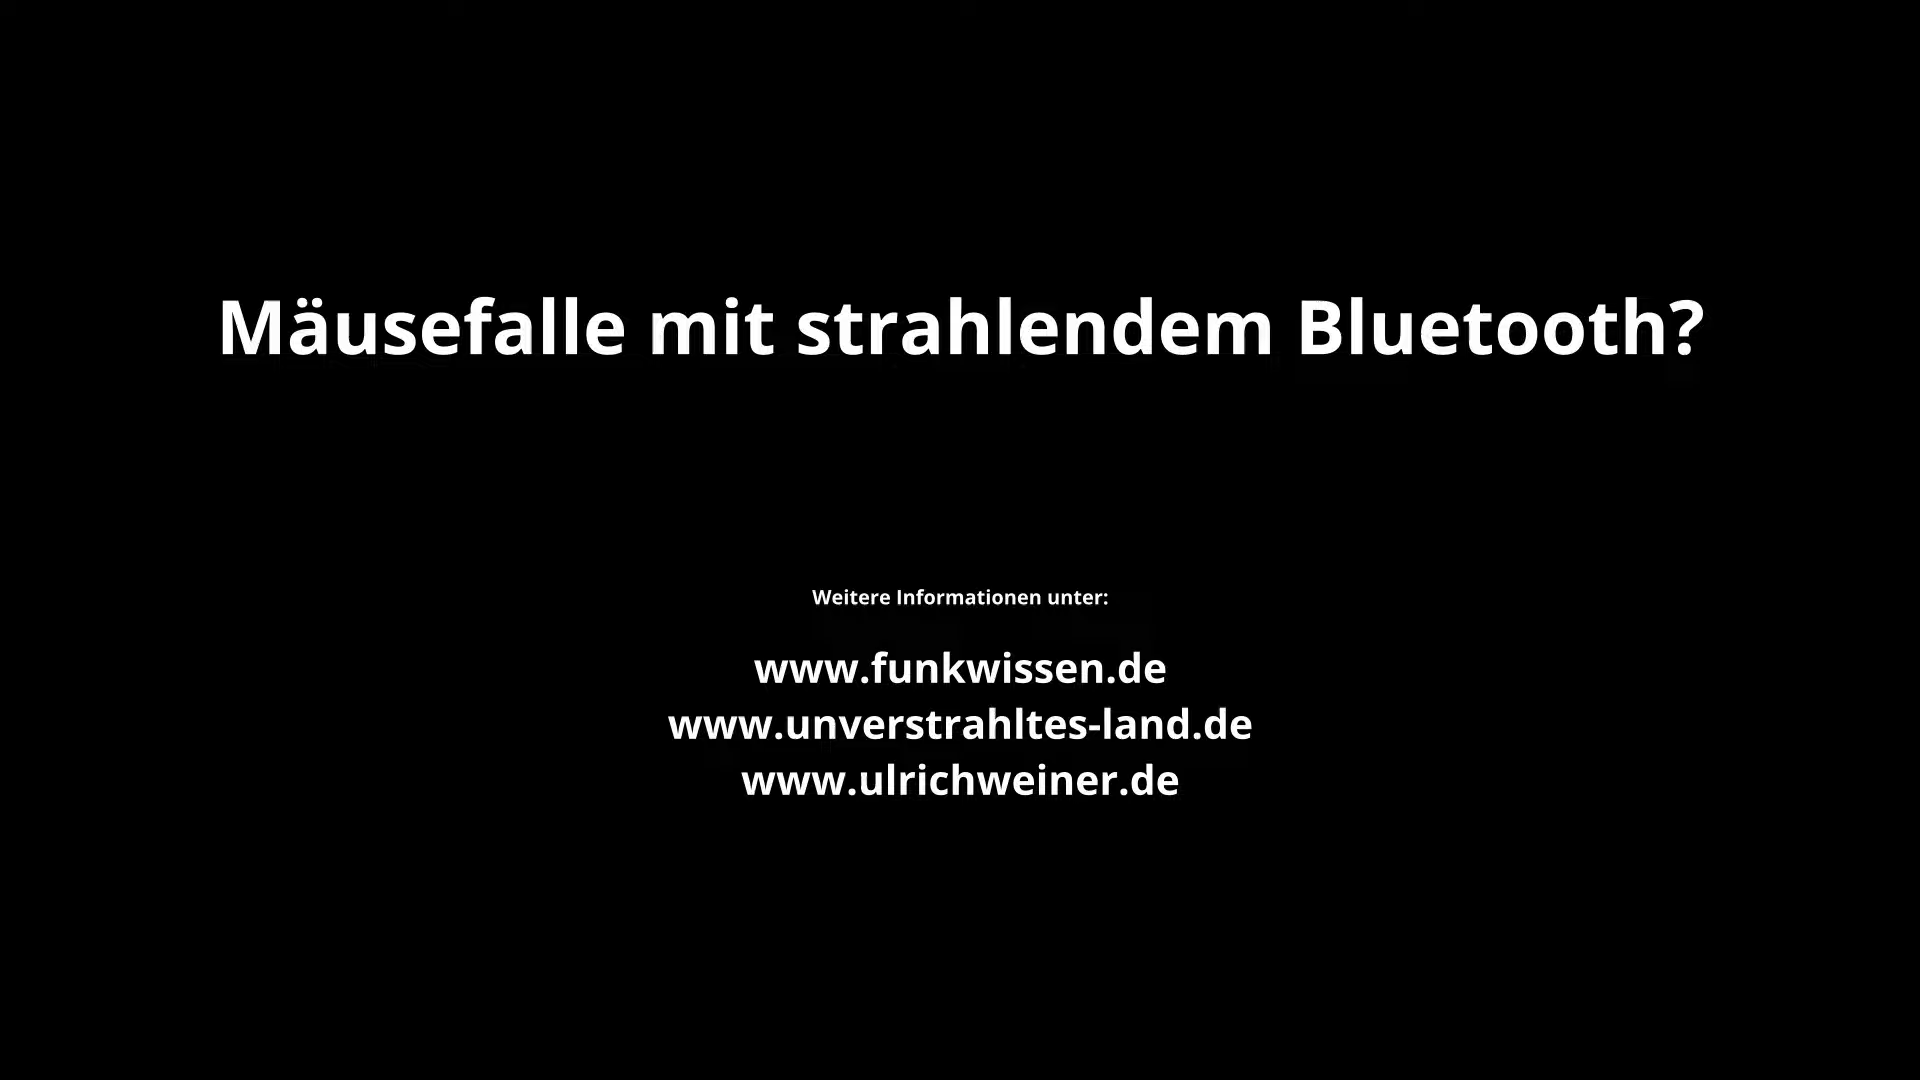 Mäusefalle mit strahlendem Bluetooth?
Weitere Informationen unter:
www.funkwissen.de
www.unverstrahltes-land.de
www.ulrichweiner.de